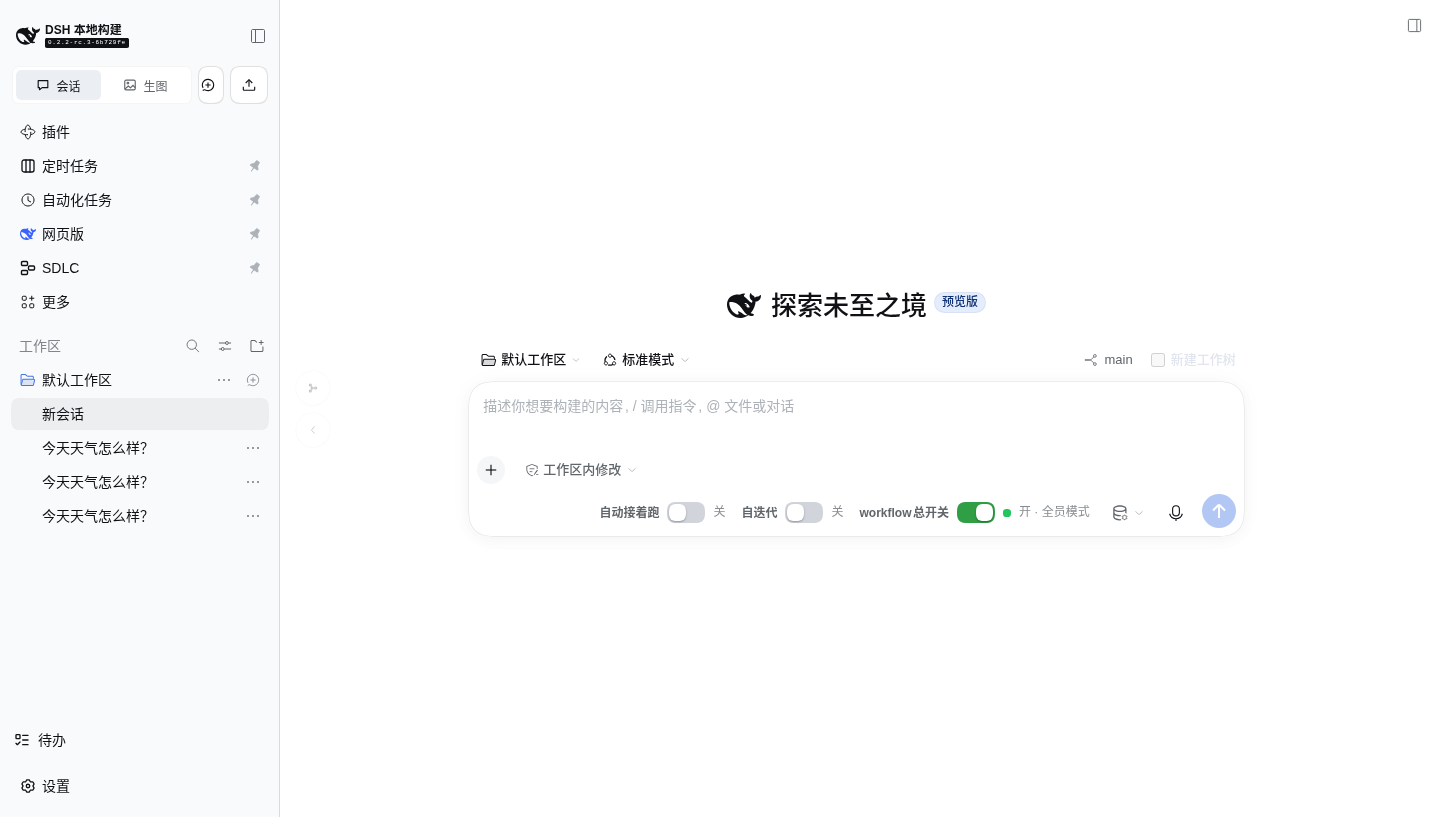 DSH 本地构建
0.2.2-rc.3-6b729fe
会话
生图
插件
定时任务
自动化任务
网页版
SDLC
更多
工作区
默认工作区
新会话
今天天气怎么样?
今天天气怎么样?
今天天气怎么样?
待办
设置
探索未至之境 预览版
默认工作区 标准模式 main 新建工作树
描述你想要构建的内容, / 调用指令, @ 文件或对话
工作区内修改
自动接着跑 关 自迭代 关 workflow总开关 开 · 全员模式